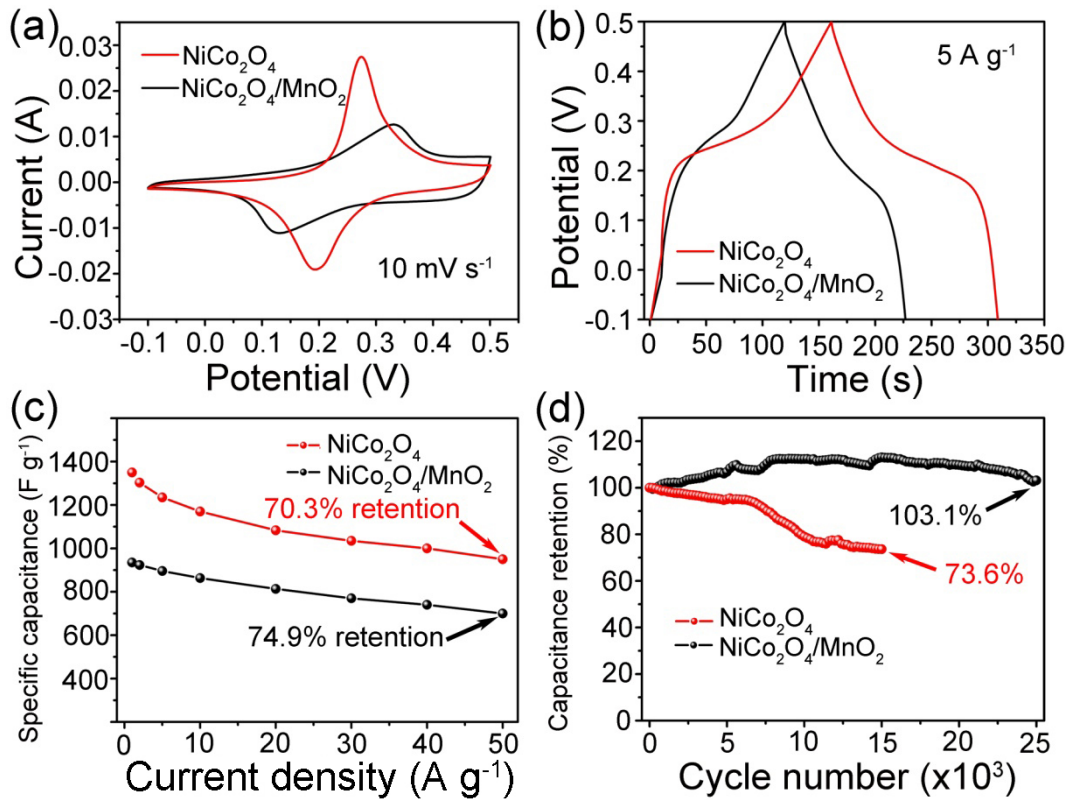 (a)
0.03
0.02
0.01
0.00
-0.01
-0.02
-0.03
Current (A)
NiCo₂O₄
NiCo₂O₄/MnO₂
10 mV s⁻¹
-0.1 0.0 0.1 0.2 0.3 0.4 0.5
Potential (V)
(b)
0.5
0.4
0.3
0.2
0.1
0.0
-0.1
Potential (V)
5 A g⁻¹
NiCo₂O₄
NiCo₂O₄/MnO₂
0 50 100 150 200 250 300 350
Time (s)
(c)
1400
1200
1000
800
600
400
Specific capacitance (F g⁻¹)
NiCo₂O₄
NiCo₂O₄/MnO₂
70.3% retention
74.9% retention
0 10 20 30 40 50
Current density (A g⁻¹)
(d)
120
100
80
60
40
20
0
Capacitance retention (%)
103.1%
73.6%
NiCo₂O₄
NiCo₂O₄/MnO₂
0 5 10 15 20 25
Cycle number (x10³)